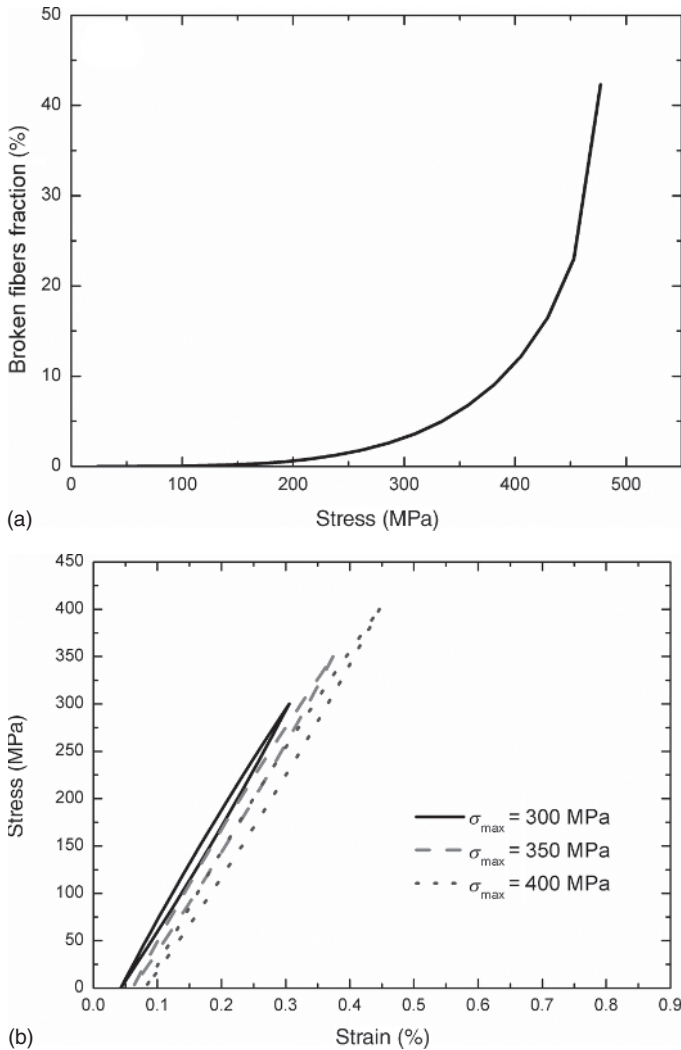 50
40
30
20
10
0
Broken fibers fraction (%)
0 100 200 300 400 500
Stress (MPa)
(a)
450
400
350
300
250
200
150
100
50
0
Stress (MPa)
σmax = 300 MPa
σmax = 350 MPa
σmax = 400 MPa
0.0 0.1 0.2 0.3 0.4 0.5 0.6 0.7 0.8 0.9
Strain (%)
(b)